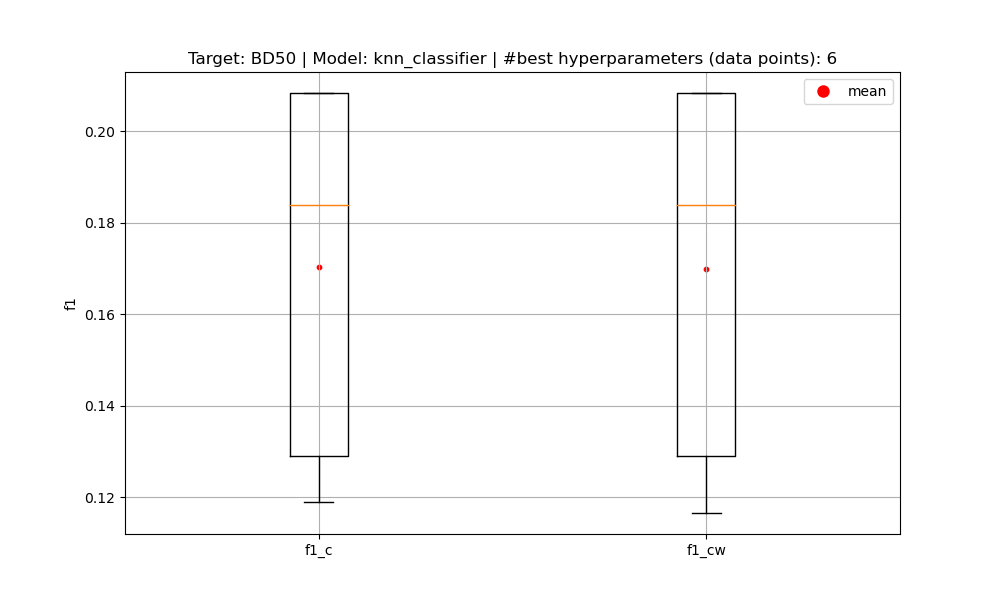 Target: BD50 | Model: knn_classifier | #best hyperparameters (data points): 6
mean
0.20
0.18
0.16
0.14
0.12
f1
f1_c
f1_cw